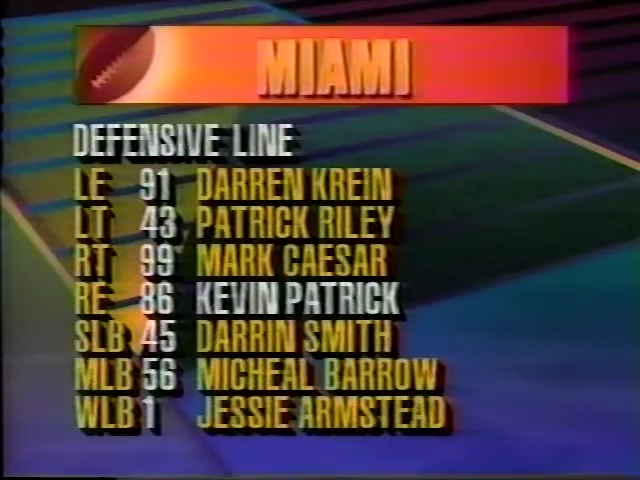 MIAMI
DEFENSIVE LINE
LE 91 DARREN KREIN
LT 43 PATRICK RILEY
RT 99 MARK CAESAR
RE 86 KEVIN PATRICK
SLB 45 DARRIN SMITH
MLB 56 MICHEAL BARROW
WLB 1 JESSIE ARMSTEAD